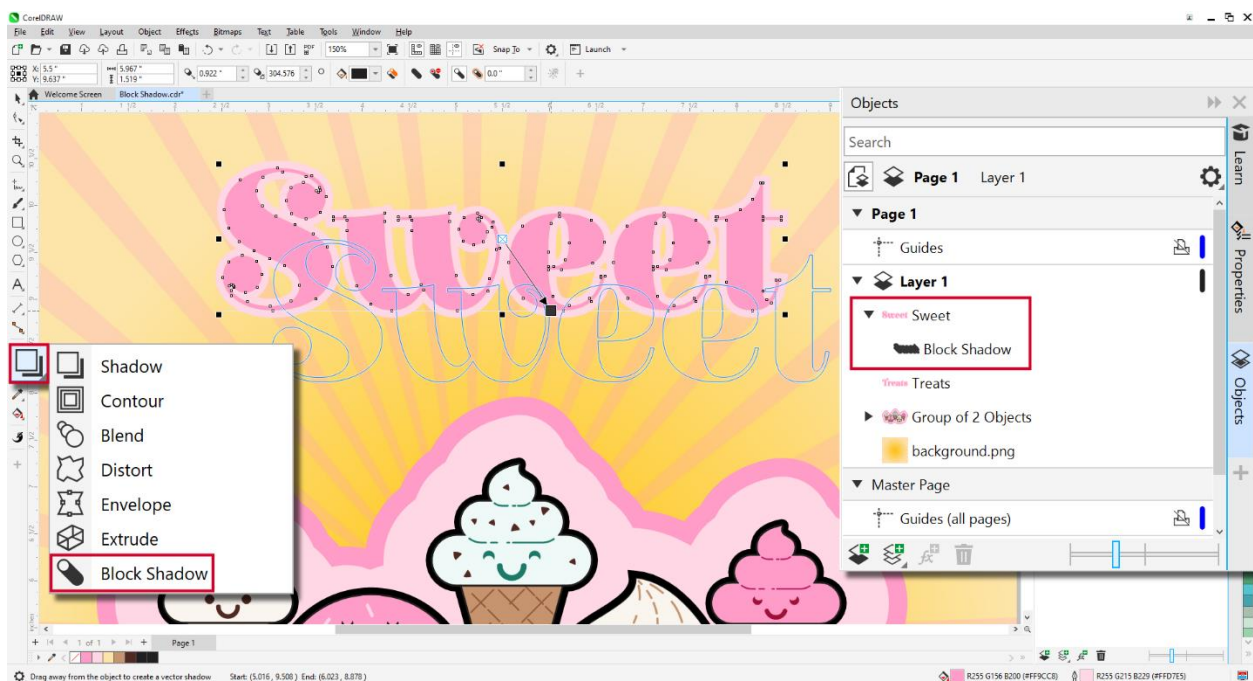 CorelDRAW
File Edit View Layout Object Effects Bitmaps Text Table Tools Window Help
PDF 150% Snap To Launch
X: 5.5 " 5.967 " 0.922 " 304.576 0.0 "
Y: 9.637 " 1.519 "
Welcome Screen Block Shadow.cdr*
Sweet
Sweet
Shadow
Contour
Blend
Distort
Envelope
Extrude
Block Shadow
Objects
Search
Page 1 Layer 1
Page 1
Guides
Layer 1
Sweet Sweet
Block Shadow
Treats Treats
Group of 2 Objects
background.png
Master Page
Guides (all pages)
Learn
Properties
Objects
inches
1 of 1 Page 1
Drag away from the object to create a vector shadow Start: (5.016 , 9.508 ) End: (6.023 , 8.878 ) R255 G156 B200 (#FF9CC8) R255 G215 B229 (#FFD7E5)